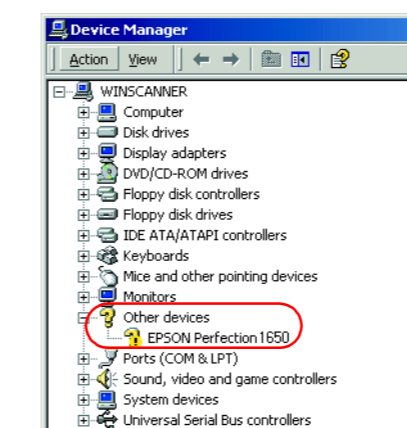 Device Manager
Action View
WINSCANNER
Computer
Disk drives
Display adapters
DVD/CD-ROM drives
Floppy disk controllers
Floppy disk drives
IDE ATA/ATAPI controllers
Keyboards
Mice and other pointing devices
Monitors
Other devices
EPSON Perfection1650
Ports (COM & LPT)
Sound, video and game controllers
System devices
Universal Serial Bus controllers